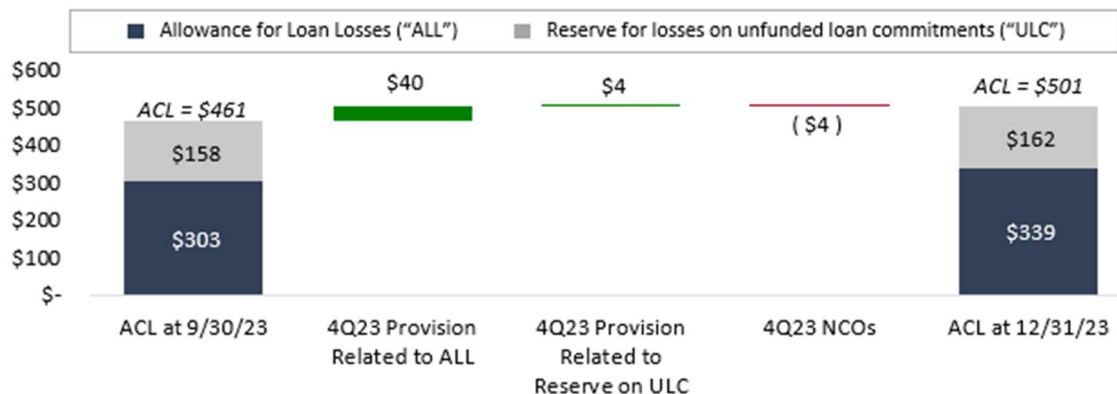 Allowance for Loan Losses (“ALL”)
Reserve for losses on unfunded loan commitments (“ULC”)
$600
$500
$400
$300
$200
$100
$-
ACL = $461
$158
$303
$40
$4
( $4 )
ACL = $501
$162
$339
ACL at 9/30/23
4Q23 Provision
Related to ALL
4Q23 Provision
Related to
Reserve on ULC
4Q23 NCOs
ACL at 12/31/23